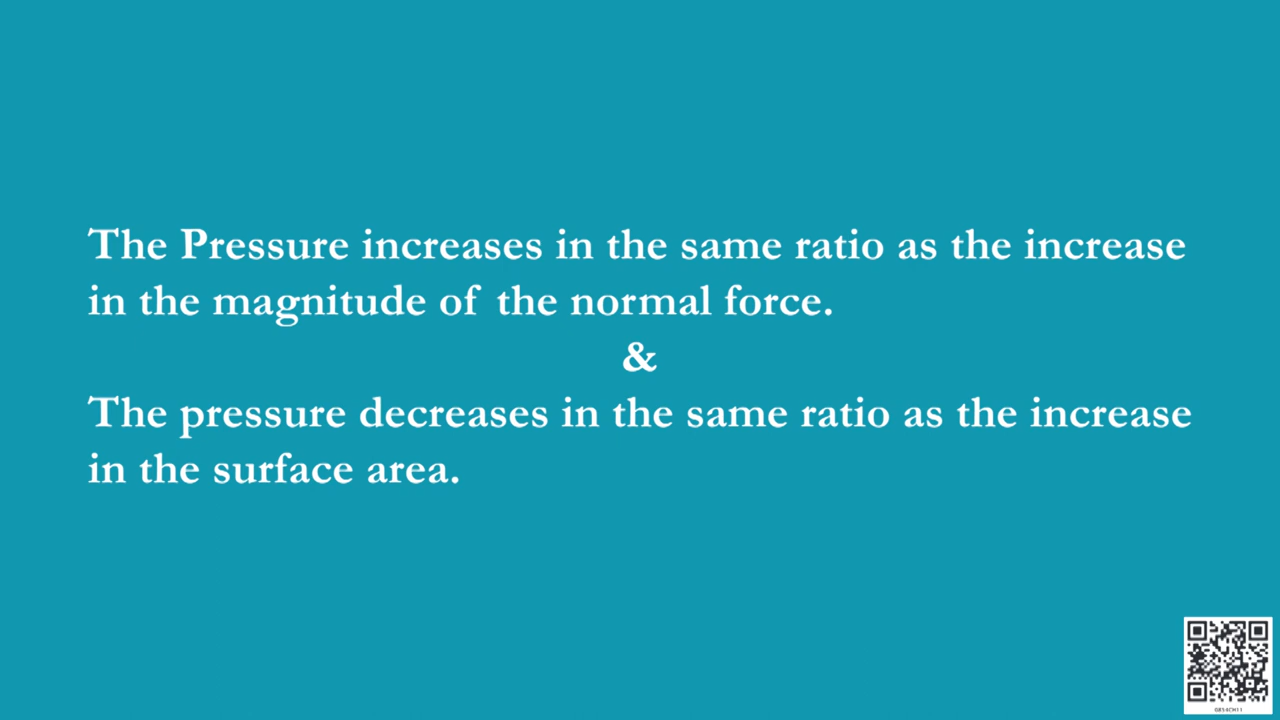 The Pressure increases in the same ratio as the increase
in the magnitude of the normal force.
&
The pressure decreases in the same ratio as the increase
in the surface area.